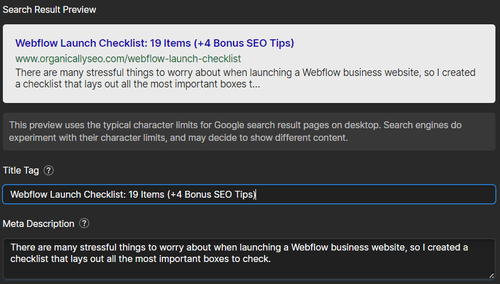 Search Result Preview
Webflow Launch Checklist: 19 Items (+4 Bonus SEO Tips)
www.organicallyseo.com/webflow-launch-checklist
There are many stressful things to worry about when launching a Webflow business website, so I created
a checklist that lays out all the most important boxes t...
This preview uses the typical character limits for Google search result pages on desktop. Search engines do
experiment with their character limits, and may decide to show different content.
Title Tag ?
Webflow Launch Checklist: 19 Items (+4 Bonus SEO Tips)
Meta Description ?
There are many stressful things to worry about when launching a Webflow business website, so I created a
checklist that lays out all the most important boxes to check.